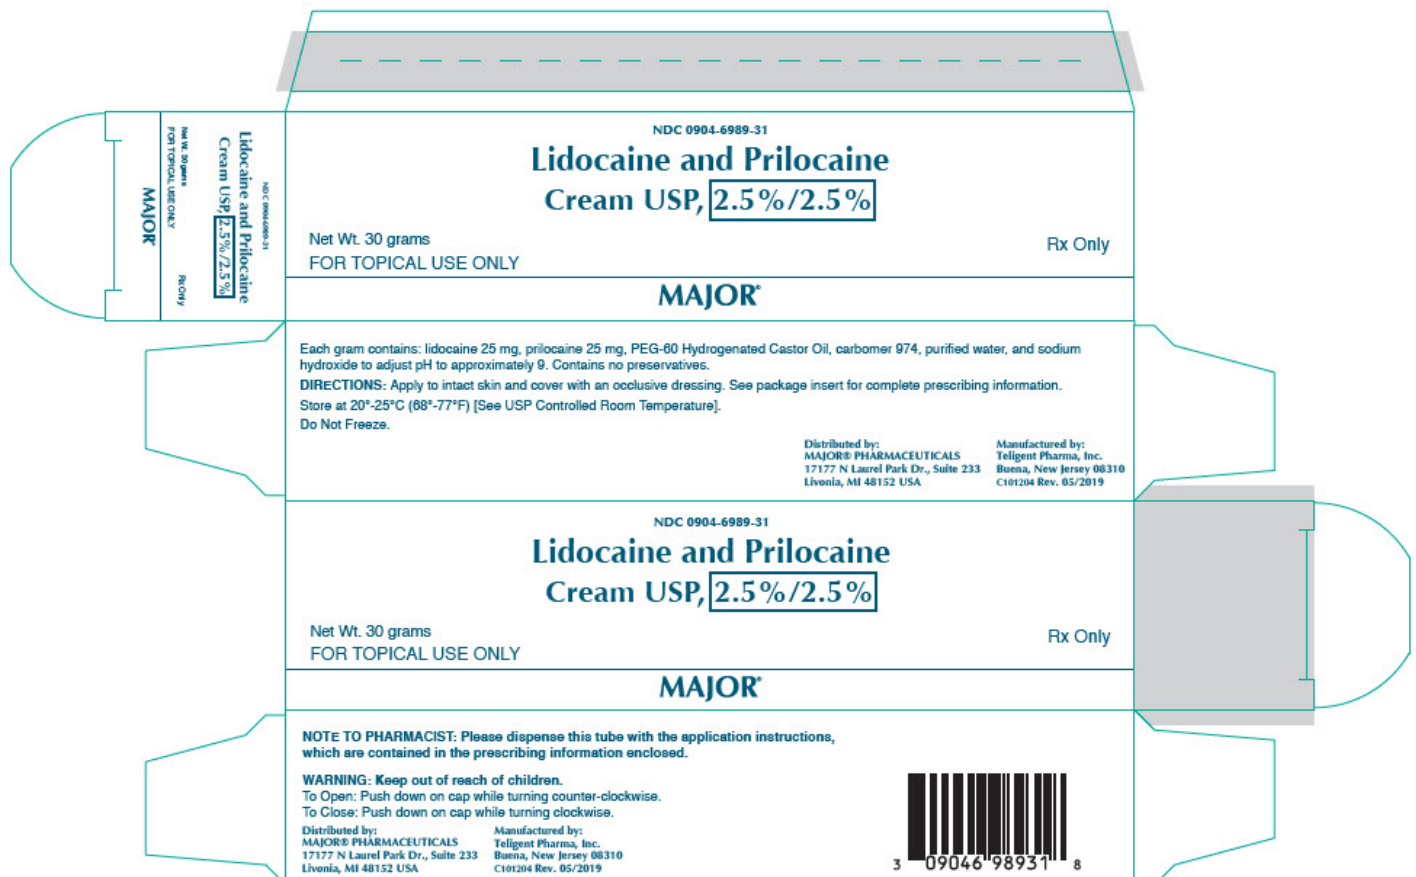 NDC 0904-6989-31
Lidocaine and Prilocaine
Cream USP, 2.5%/2.5%
Net Wt. 30 grams
FOR TOPICAL USE ONLY
Rx Only
MAJOR®
NDC 0904-6989-31
Lidocaine and Prilocaine
Cream USP, 2.5%/2.5%
Net Wt. 30 grams
Rx Only
FOR TOPICAL USE ONLY
MAJOR®
Each gram contains: lidocaine 25 mg, prilocaine 25 mg, PEG-60 Hydrogenated Castor Oil, carbomer 974, purified water, and sodium
hydroxide to adjust pH to approximately 9. Contains no preservatives.
DIRECTIONS: Apply to intact skin and cover with an occlusive dressing. See package insert for complete prescribing information.
Store at 20°-25°C (68°-77°F) [See USP Controlled Room Temperature].
Do Not Freeze.
Distributed by:
MAJOR® PHARMACEUTICALS
17177 N Laurel Park Dr., Suite 233
Livonia, MI 48152 USA
Manufactured by:
Teligent Pharma, Inc.
Buena, New Jersey 08310
C101204 Rev. 05/2019
NDC 0904-6989-31
Lidocaine and Prilocaine
Cream USP, 2.5%/2.5%
Net Wt. 30 grams
Rx Only
FOR TOPICAL USE ONLY
MAJOR®
NOTE TO PHARMACIST: Please dispense this tube with the application instructions,
which are contained in the prescribing information enclosed.
WARNING: Keep out of reach of children.
To Open: Push down on cap while turning counter-clockwise.
To Close: Push down on cap while turning clockwise.
Distributed by:
MAJOR® PHARMACEUTICALS
17177 N Laurel Park Dr., Suite 233
Livonia, MI 48152 USA
Manufactured by:
Teligent Pharma, Inc.
Buena, New Jersey 08310
C101204 Rev. 05/2019
3 09046 98931 8